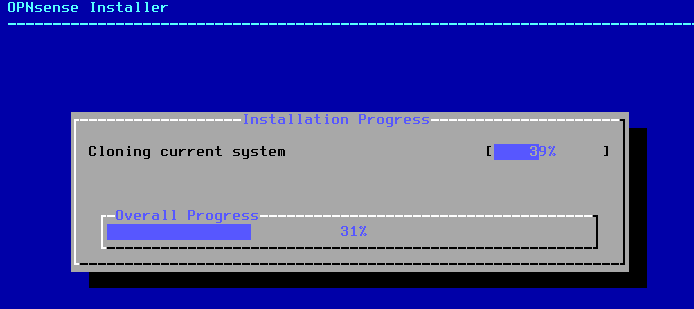 OPNsense Installer
Installation Progress
Cloning current system [ 39% ]
Overall Progress
31%